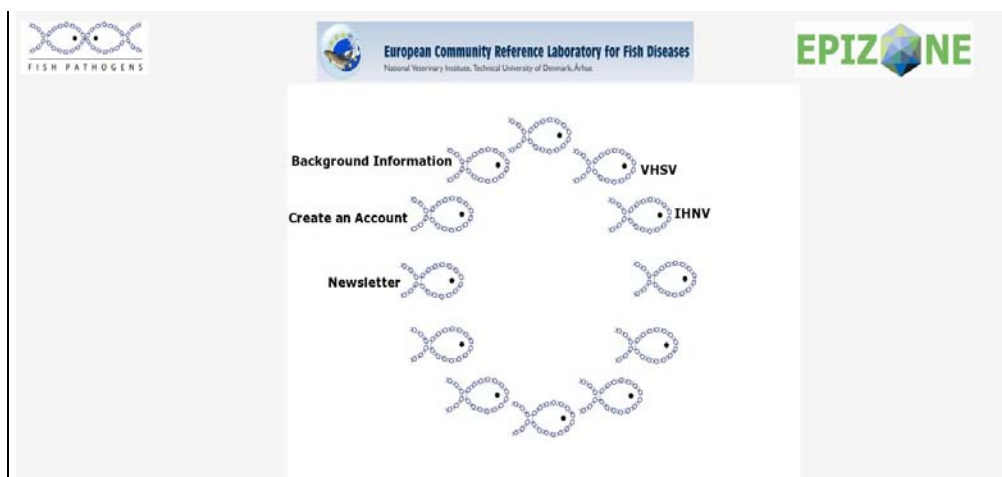 FISH PATHOGENS
European Community Reference Laboratory for Fish Diseases
National Veterinary Institute, Technical University of Denmark, Århus
EPIZONE
Background Information
VHSV
Create an Account
IHNV
Newsletter